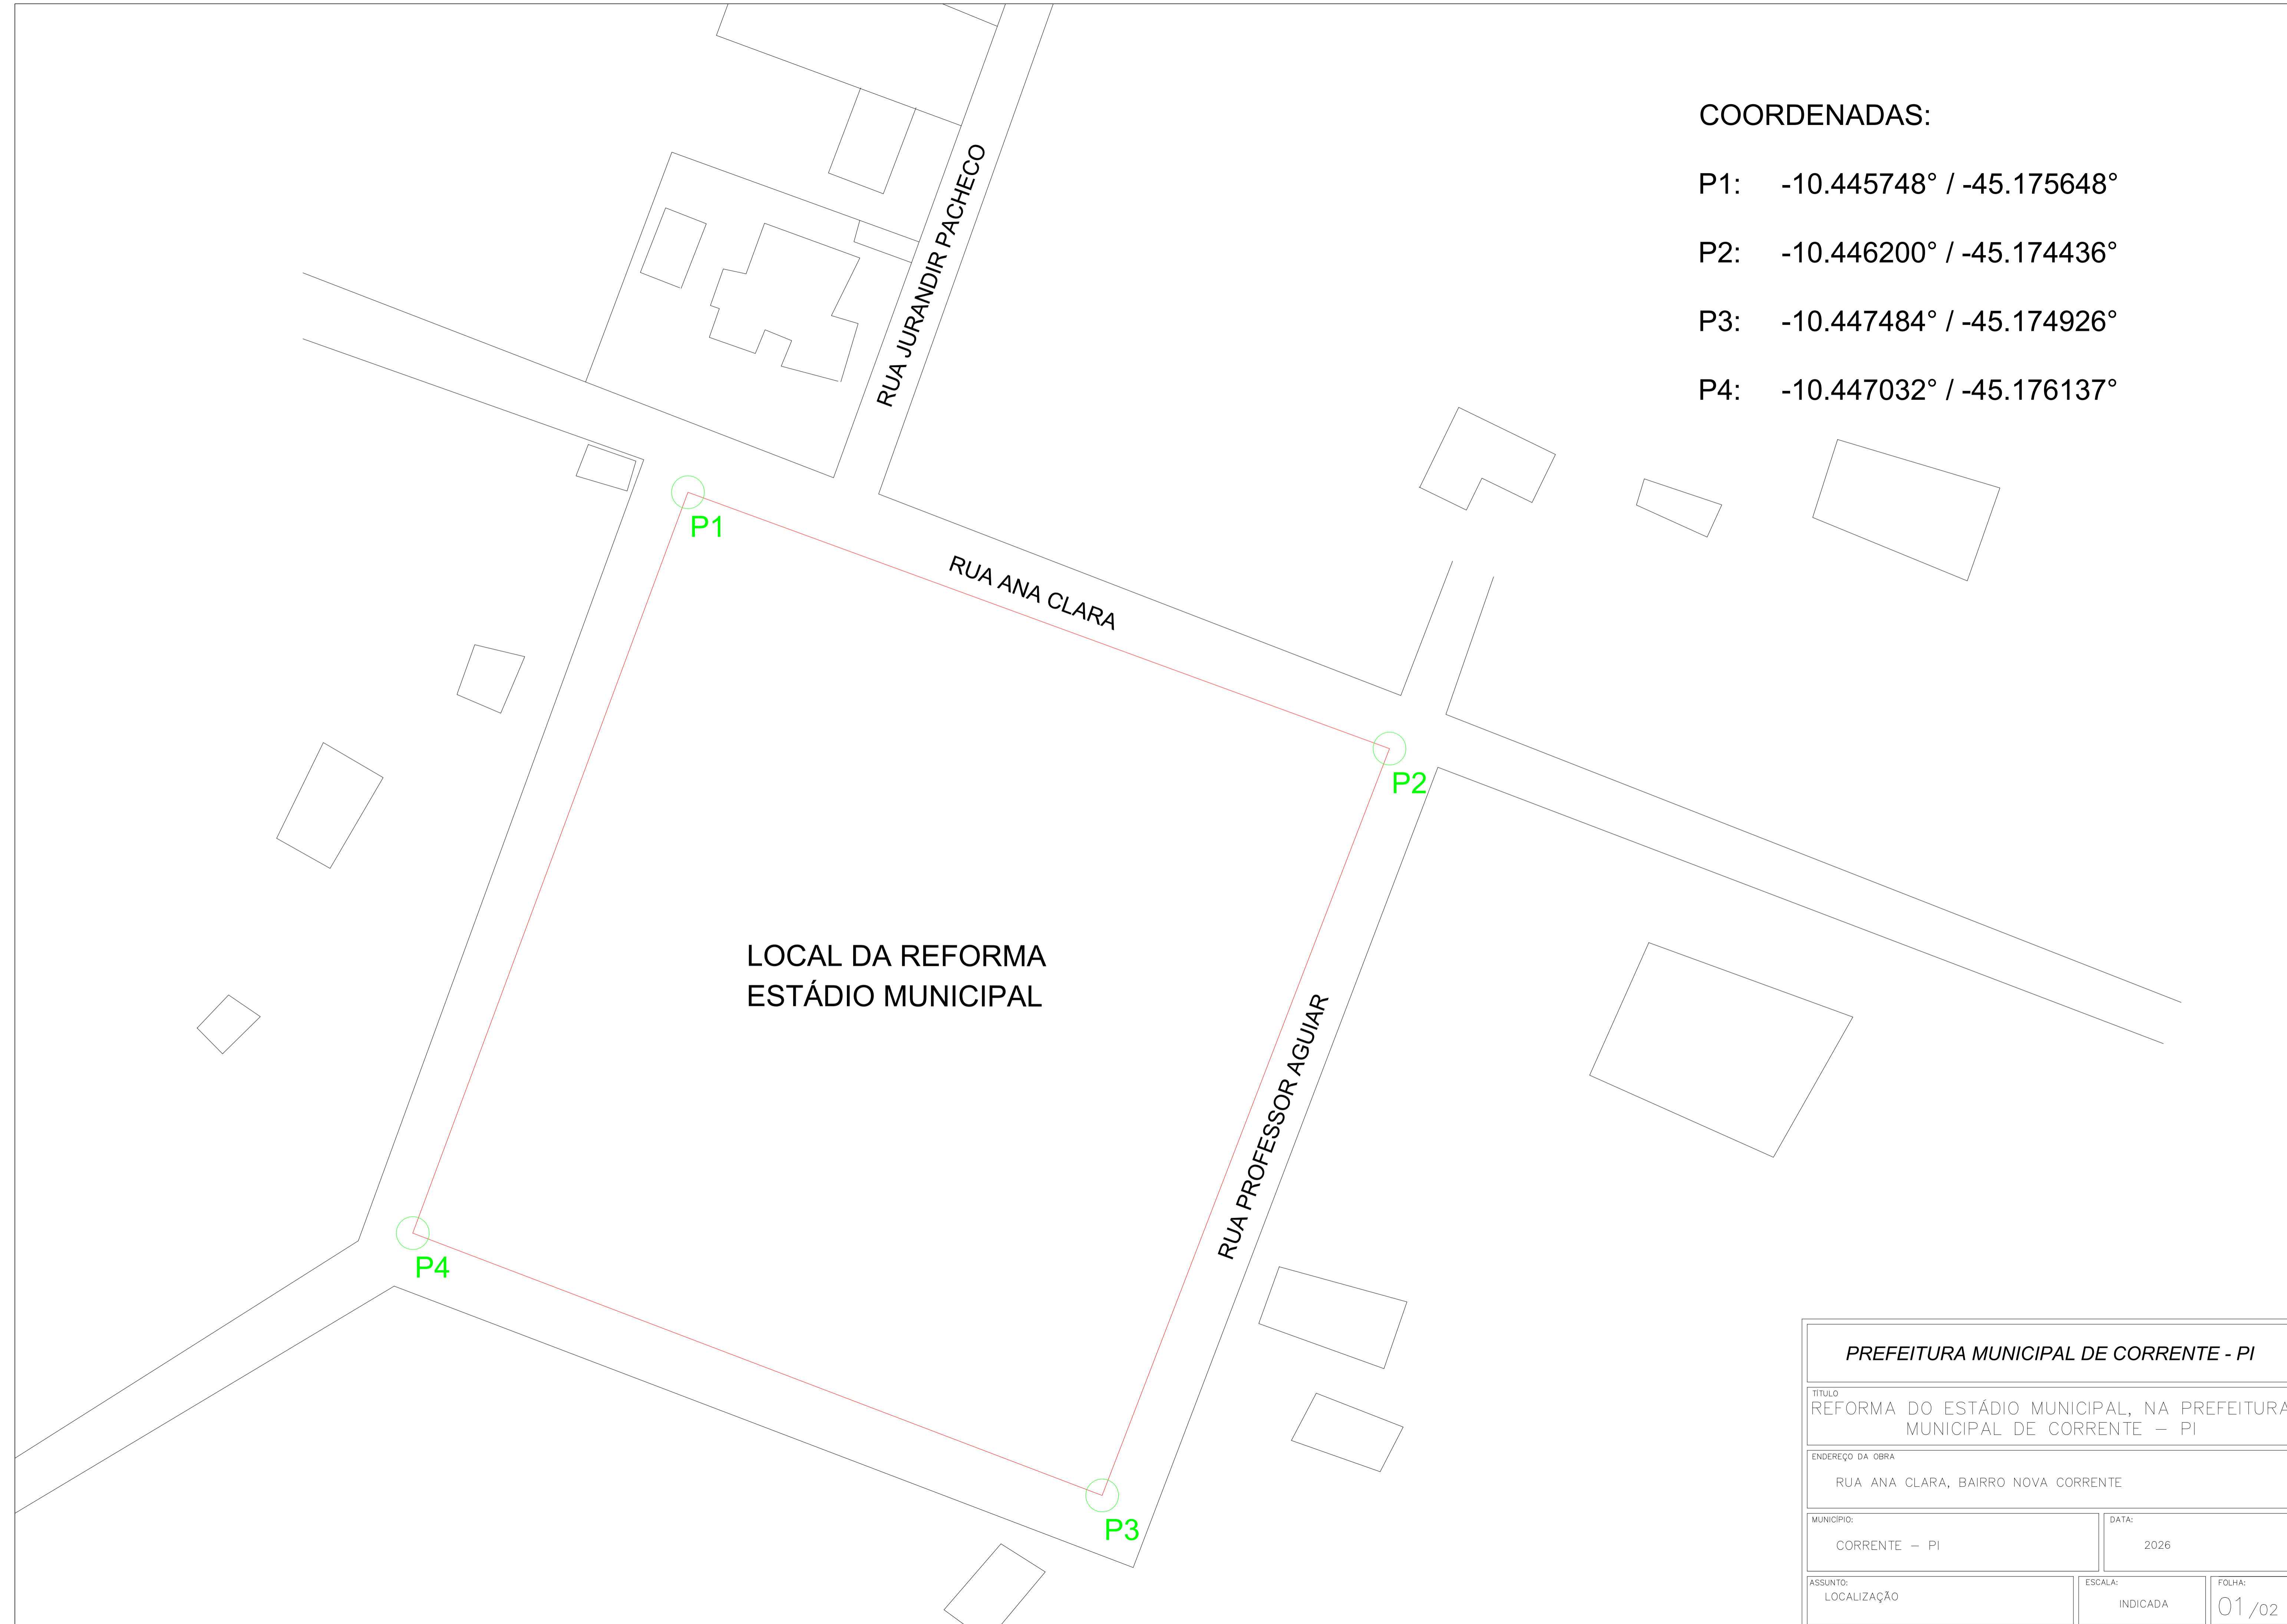 COORDENADAS:
P1: -10.445748° / -45.175648°
P2: -10.446200° / -45.174436°
P3: -10.447484° / -45.174926°
P4: -10.447032° / -45.176137°
RUA JURANDIR PACHECO
P1
RUA ANA CLARA
P2
LOCAL DA REFORMA
ESTÁDIO MUNICIPAL
RUA PROFESSOR AGUIAR
P4
P3
PREFEITURA MUNICIPAL DE CORRENTE - PI
TÍTULO
REFORMA DO ESTÁDIO MUNICIPAL, NA PREFEITURA
MUNICIPAL DE CORRENTE – PI
ENDEREÇO DA OBRA
RUA ANA CLARA, BAIRRO NOVA CORRENTE
MUNICÍPIO:
CORRENTE – PI
DATA:
2026
ASSUNTO:
LOCALIZAÇÃO
ESCALA:
INDICADA
FOLHA:
01/02